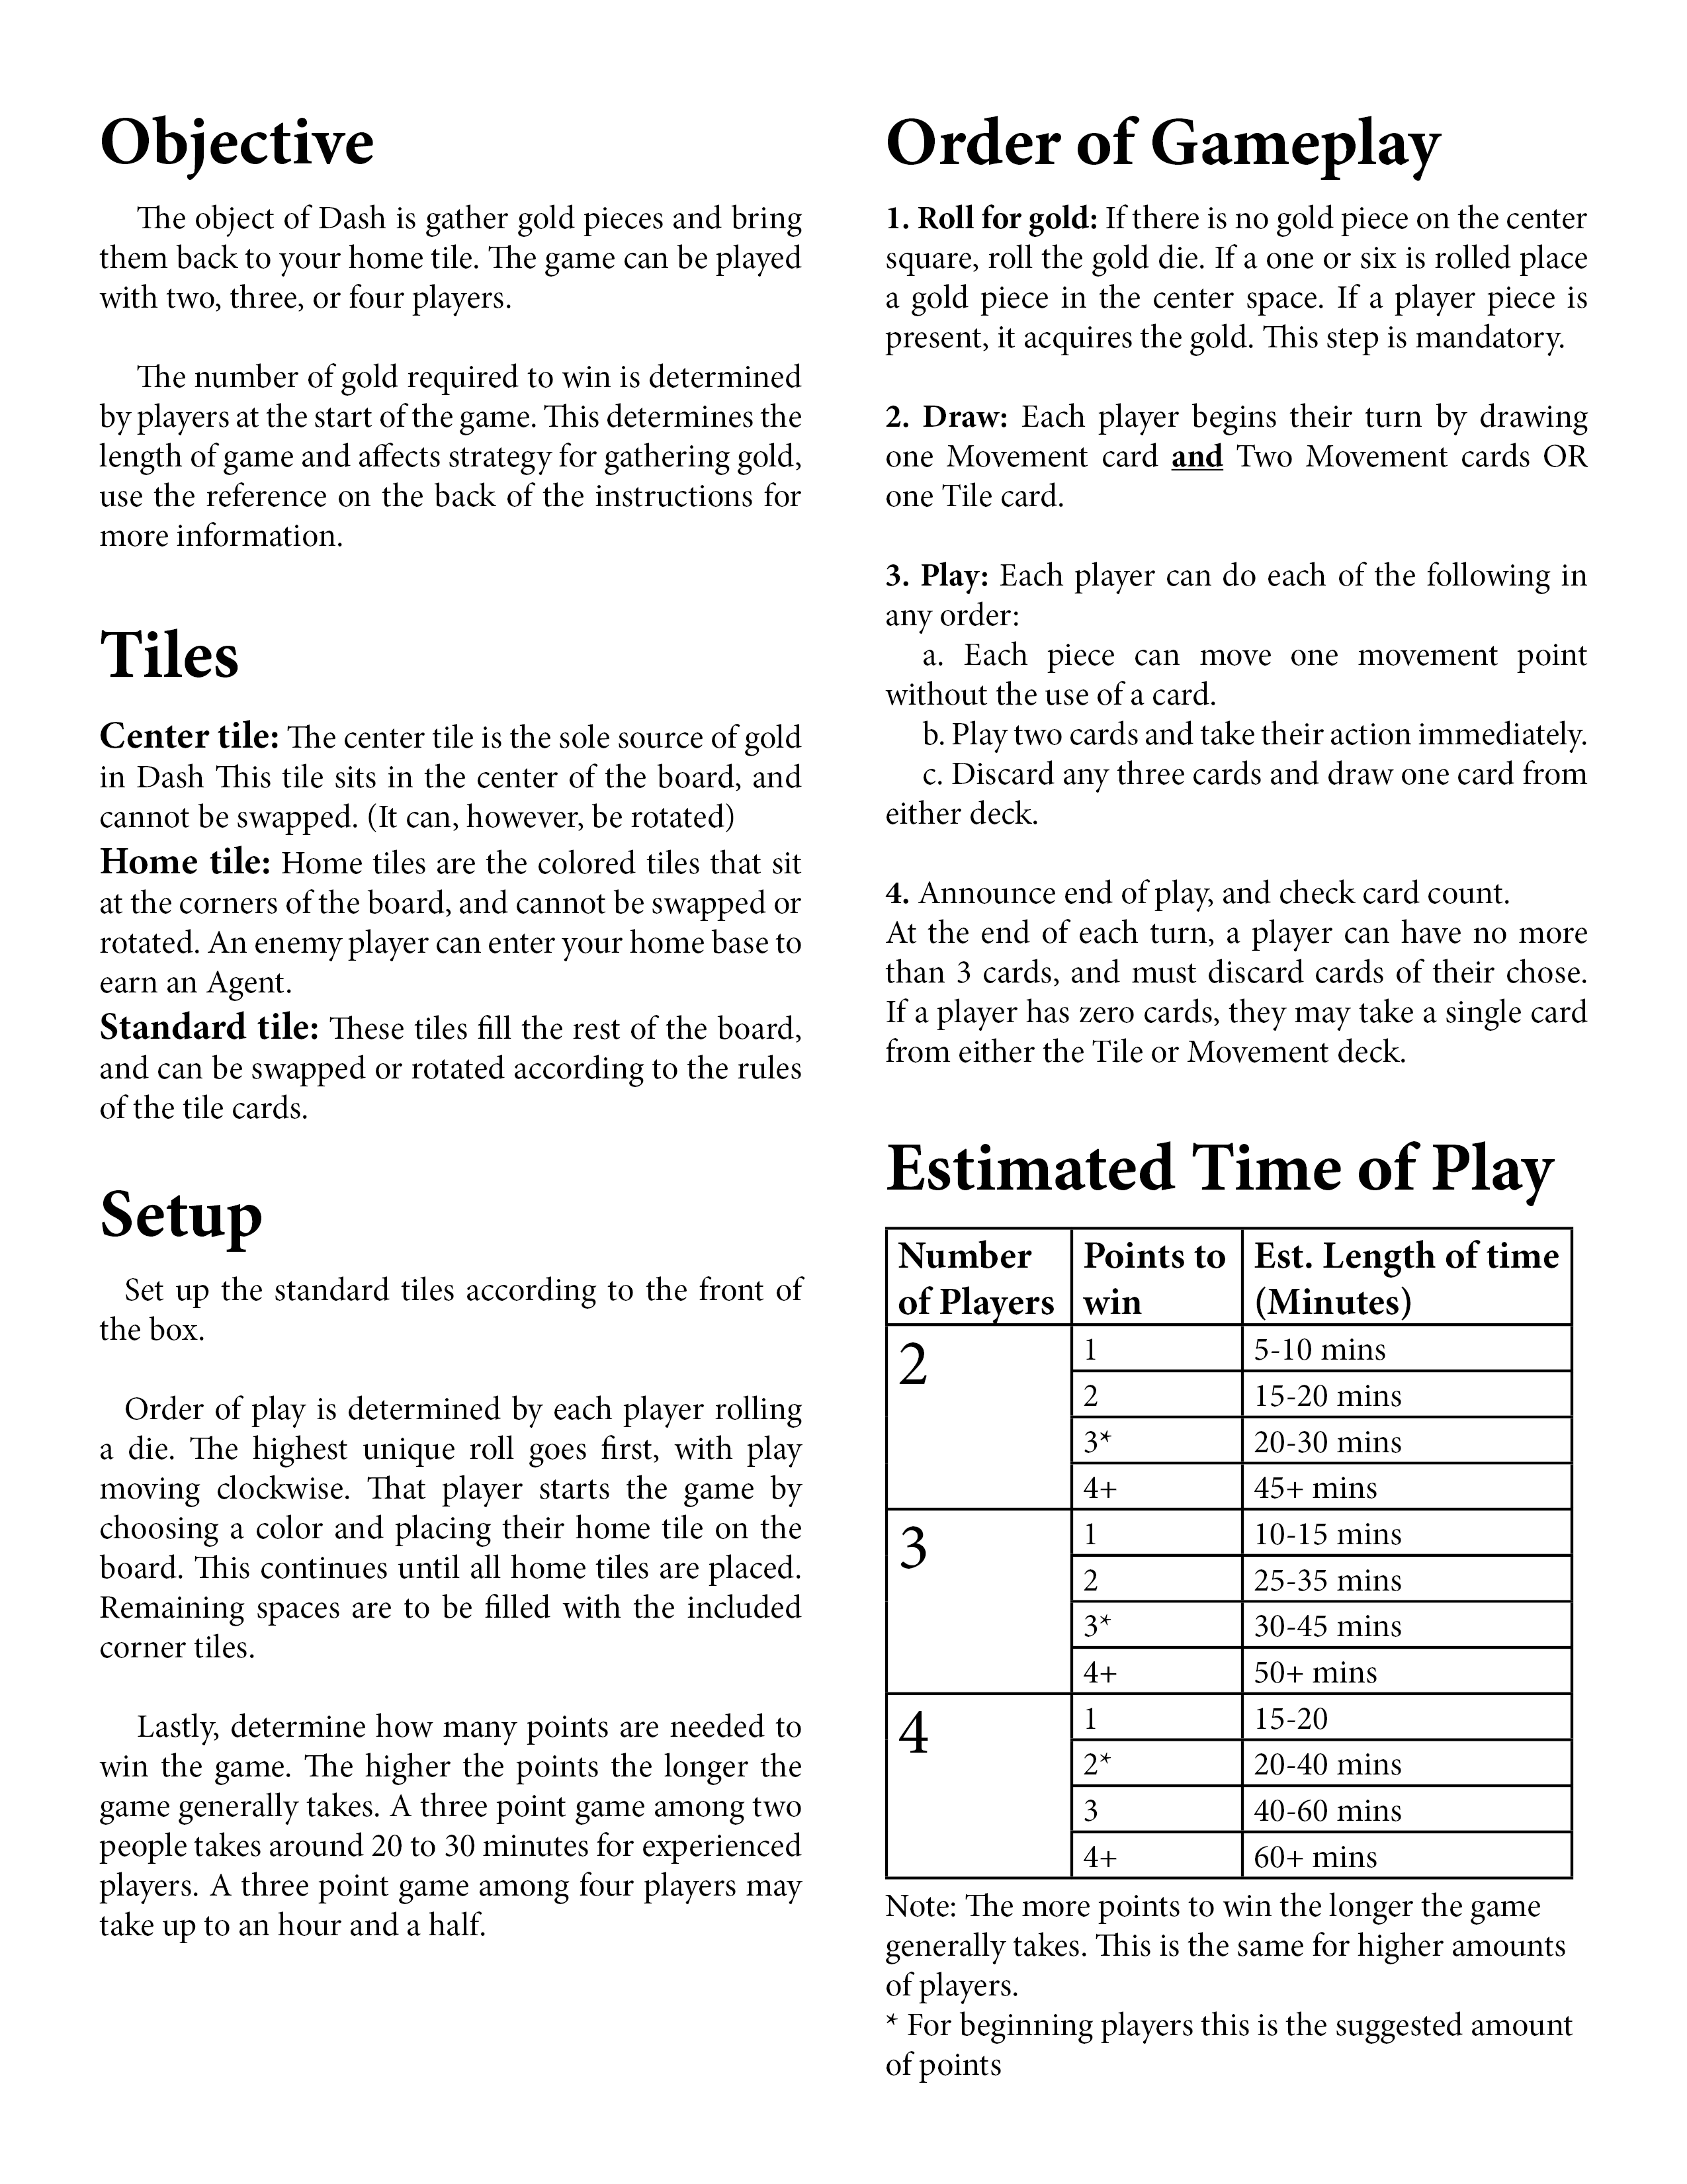 Objective
The object of Dash is gather gold pieces and bring
them back to your home tile. The game can be played
with two, three, or four players.
The number of gold required to win is determined
by players at the start of the game. This determines the
length of game and affects strategy for gathering gold,
use the reference on the back of the instructions for
more information.
Tiles
Center tile: The center tile is the sole source of gold
in Dash This tile sits in the center of the board, and
cannot be swapped. (It can, however, be rotated)
Home tile: Home tiles are the colored tiles that sit
at the corners of the board, and cannot be swapped or
rotated. An enemy player can enter your home base to
earn an Agent.
Standard tile: These tiles fill the rest of the board,
and can be swapped or rotated according to the rules
of the tile cards.
Setup
Set up the standard tiles according to the front of
the box.
Order of play is determined by each player rolling
a die. The highest unique roll goes first, with play
moving clockwise. That player starts the game by
choosing a color and placing their home tile on the
board. This continues until all home tiles are placed.
Remaining spaces are to be filled with the included
corner tiles.
Lastly, determine how many points are needed to
win the game. The higher the points the longer the
game generally takes. A three point game among two
people takes around 20 to 30 minutes for experienced
players. A three point game among four players may
take up to an hour and a half.
Order of Gameplay
1. Roll for gold: If there is no gold piece on the center
square, roll the gold die. If a one or six is rolled place
a gold piece in the center space. If a player piece is
present, it acquires the gold. This step is mandatory.
2. Draw: Each player begins their turn by drawing
one Movement card and Two Movement cards OR
one Tile card.
3. Play: Each player can do each of the following in
any order:
a. Each piece can move one movement point
without the use of a card.
b. Play two cards and take their action immediately.
c. Discard any three cards and draw one card from
either deck.
4. Announce end of play, and check card count.
At the end of each turn, a player can have no more
than 3 cards, and must discard cards of their chose.
If a player has zero cards, they may take a single card
from either the Tile or Movement deck.
Estimated Time of Play
Number of Players | Points to win | Est. Length of time (Minutes)
2 | 1 | 5-10 mins
2 | 15-20 mins
3* | 20-30 mins
4+ | 45+ mins
3 | 1 | 10-15 mins
2 | 25-35 mins
3* | 30-45 mins
4+ | 50+ mins
4 | 1 | 15-20
2* | 20-40 mins
3 | 40-60 mins
4+ | 60+ mins
Note: The more points to win the longer the game
generally takes. This is the same for higher amounts
of players.
* For beginning players this is the suggested amount
of points